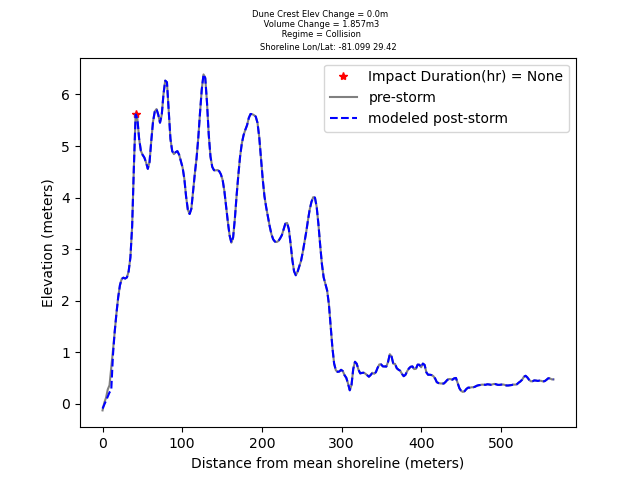 Dune Crest Elev Change = 0.0m
Volume Change = 1.857m3
Regime = Collision
Shoreline Lon/Lat: -81.099 29.42
Impact Duration(hr) = None
pre-storm
modeled post-storm
Elevation (meters)
6
5
4
3
2
1
0
0 100 200 300 400 500
Distance from mean shoreline (meters)